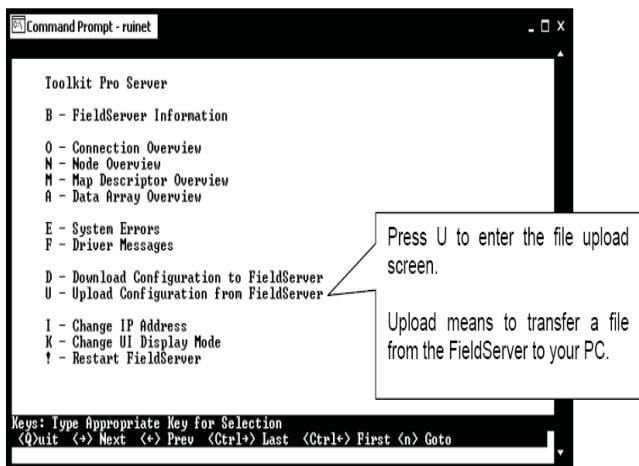 Command Prompt - ruinet
Toolkit Pro Server
B - FieldServer Information
O - Connection Overview
N - Node Overview
M - Map Descriptor Overview
A - Data Array Overview
E - System Errors
F - Driver Messages
D - Download Configuration to FieldServer
U - Upload Configuration from FieldServer
I - Change IP Address
K - Change UI Display Mode
! - Restart FieldServer
Press U to enter the file upload
screen.
Upload means to transfer a file
from the FieldServer to your PC.
Keys: Type Appropriate Key for Selection
<Q>uit <→> Next <←> Prev <Ctrl→> Last <Ctrl←> First <n> Goto